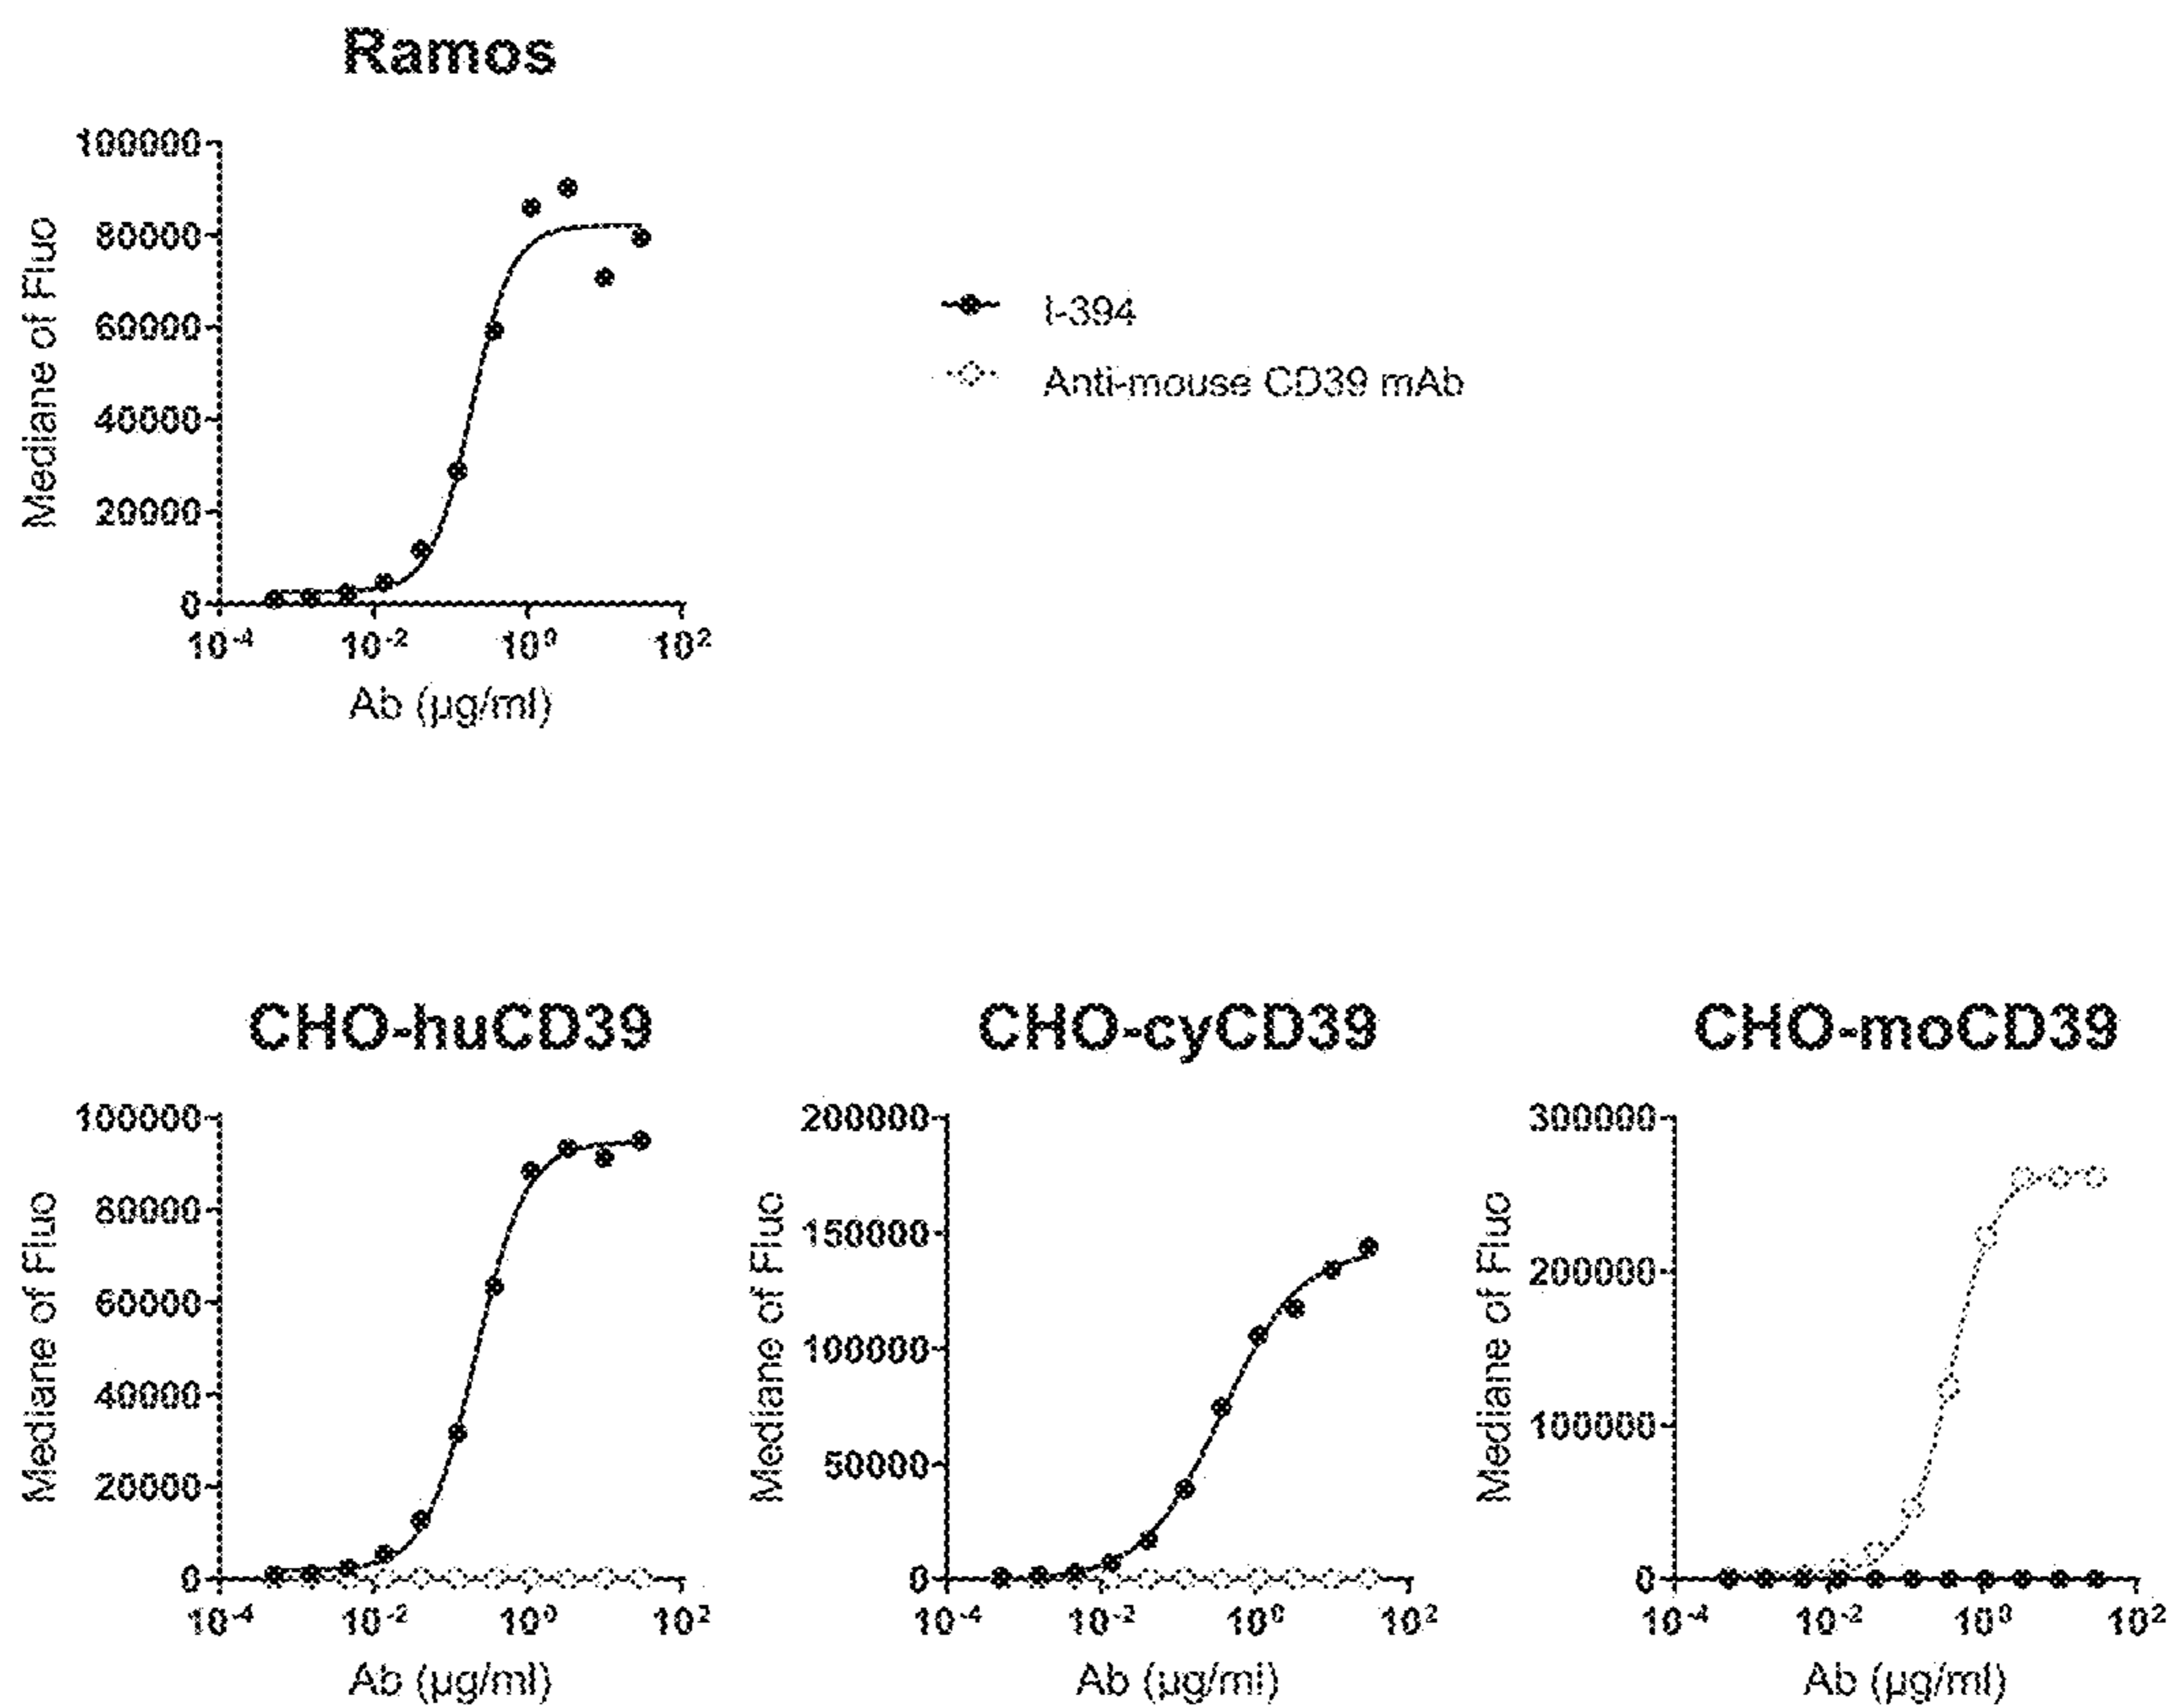 Ramos
100000
80000
60000
40000
20000
0
Mediane of Fluo
10-4 10-2 100 102
Ab (µg/ml)
I-394
Anti-mouse CD39 mAb
CHO-huCD39
100000
80000
60000
40000
20000
0
Mediane of Fluo
10-4 10-2 100 102
Ab (µg/ml)
CHO-cyCD39
200000
150000
100000
50000
0
Mediane of Fluo
10-4 10-2 100 102
Ab (µg/ml)
CHO-moCD39
300000
200000
100000
0
Mediane of Fluo
10-4 10-2 100 102
Ab (µg/ml)